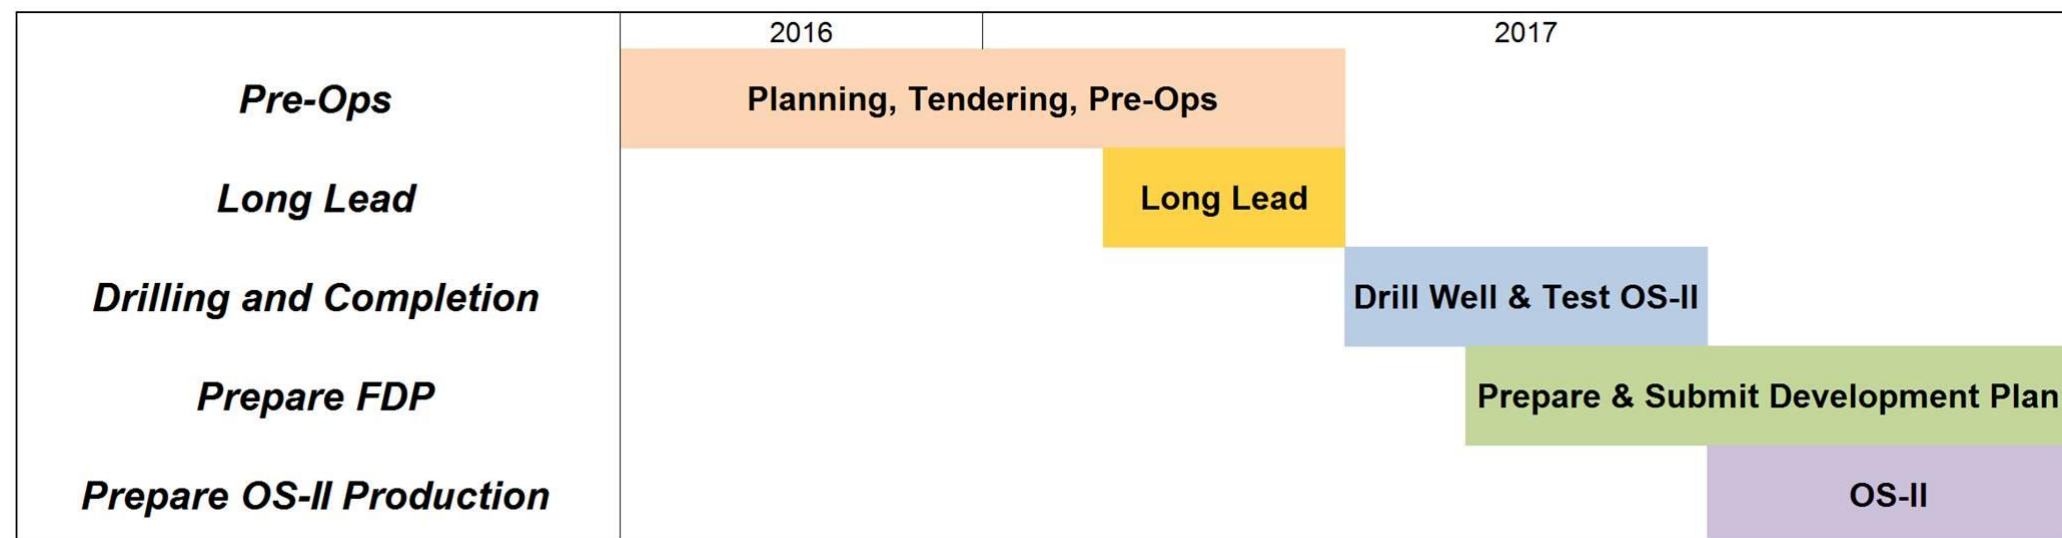 2016 2017
Pre-Ops Planning, Tendering, Pre-Ops
Long Lead Long Lead
Drilling and Completion Drill Well & Test OS-II
Prepare FDP Prepare & Submit Development Plan
Prepare OS-II Production OS-II